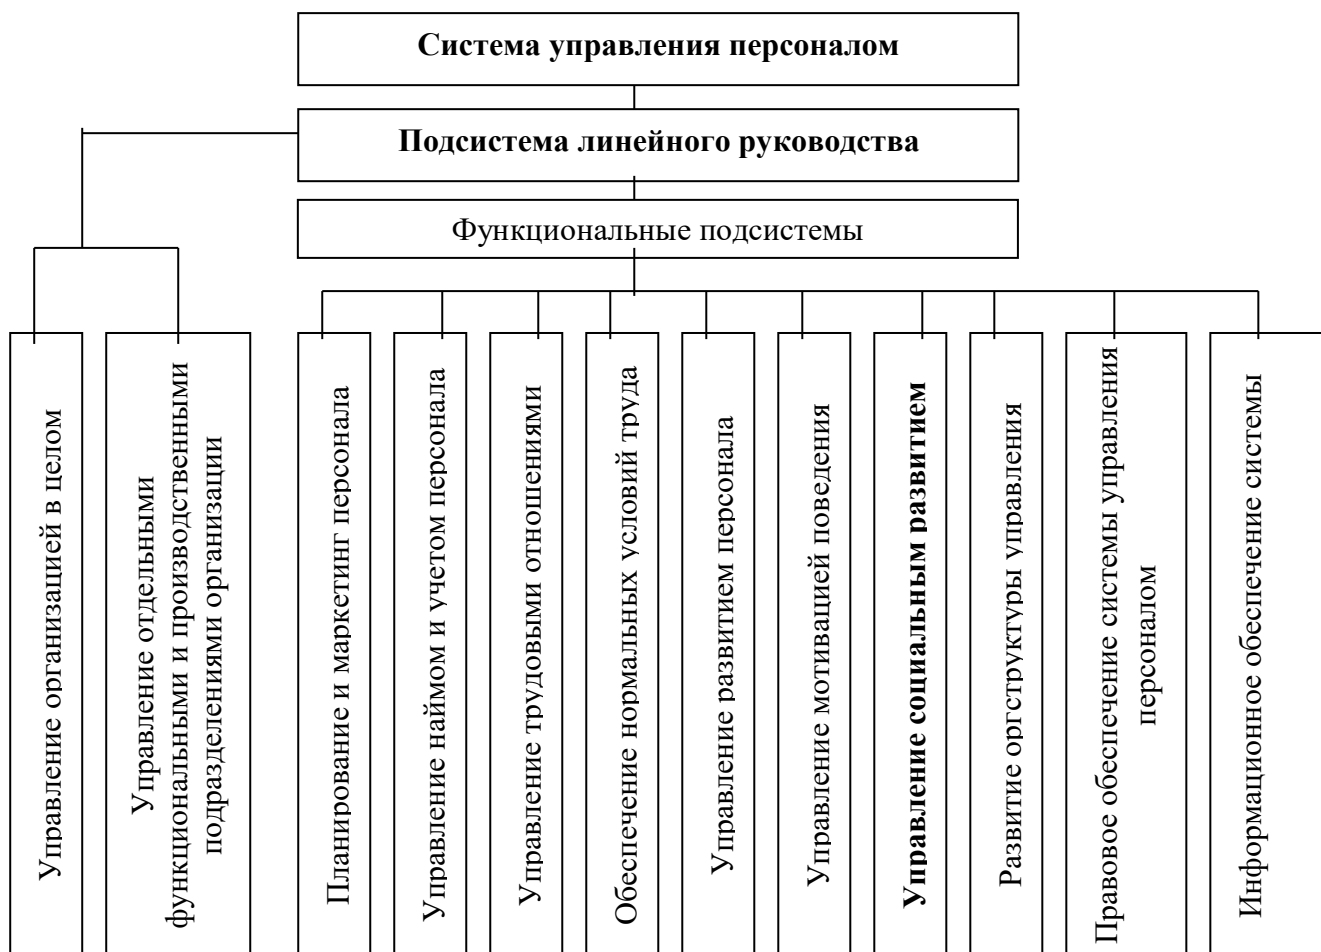 Система управления персоналом
Подсистема линейного руководства
Функциональные подсистемы
Управление организацией в целом
Управление отдельными
функциональными и производственными
подразделениями организации
Планирование и маркетинг персонала
Управление наймом и учетом персонала
Управление трудовыми отношениями
Обеспечение нормальных условий труда
Управление развитием персонала
Управление мотивацией поведения
Управление социальным развитием
Развитие оргструктуры управления
Правовое обеспечение системы управления
персоналом
Информационное обеспечение системы